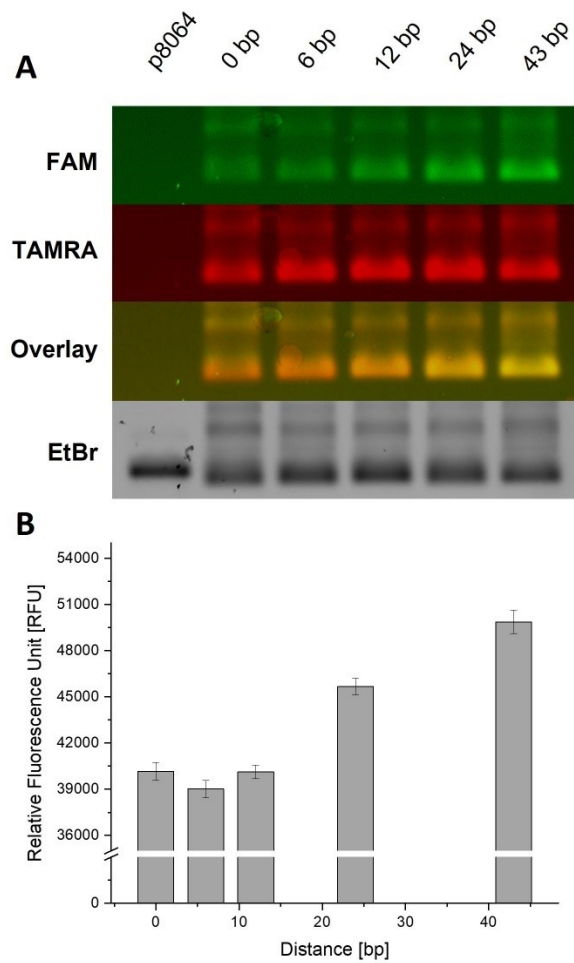 A
p8064 0 bp 6 bp 12 bp 24 bp 43 bp
FAM
TAMRA
Overlay
EtBr
B
Relative Fluorescence Unit [RFU]
54000
51000
48000
45000
42000
39000
36000
0
0 10 20 30 40
Distance [bp]